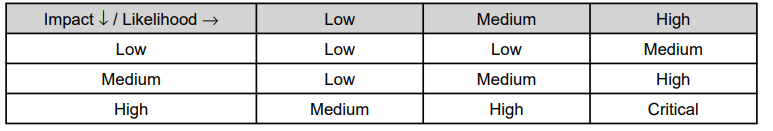 Impact ↓ / Likelihood → Low Medium High
Low Low Low Medium
Medium Low Medium High
High Medium High Critical